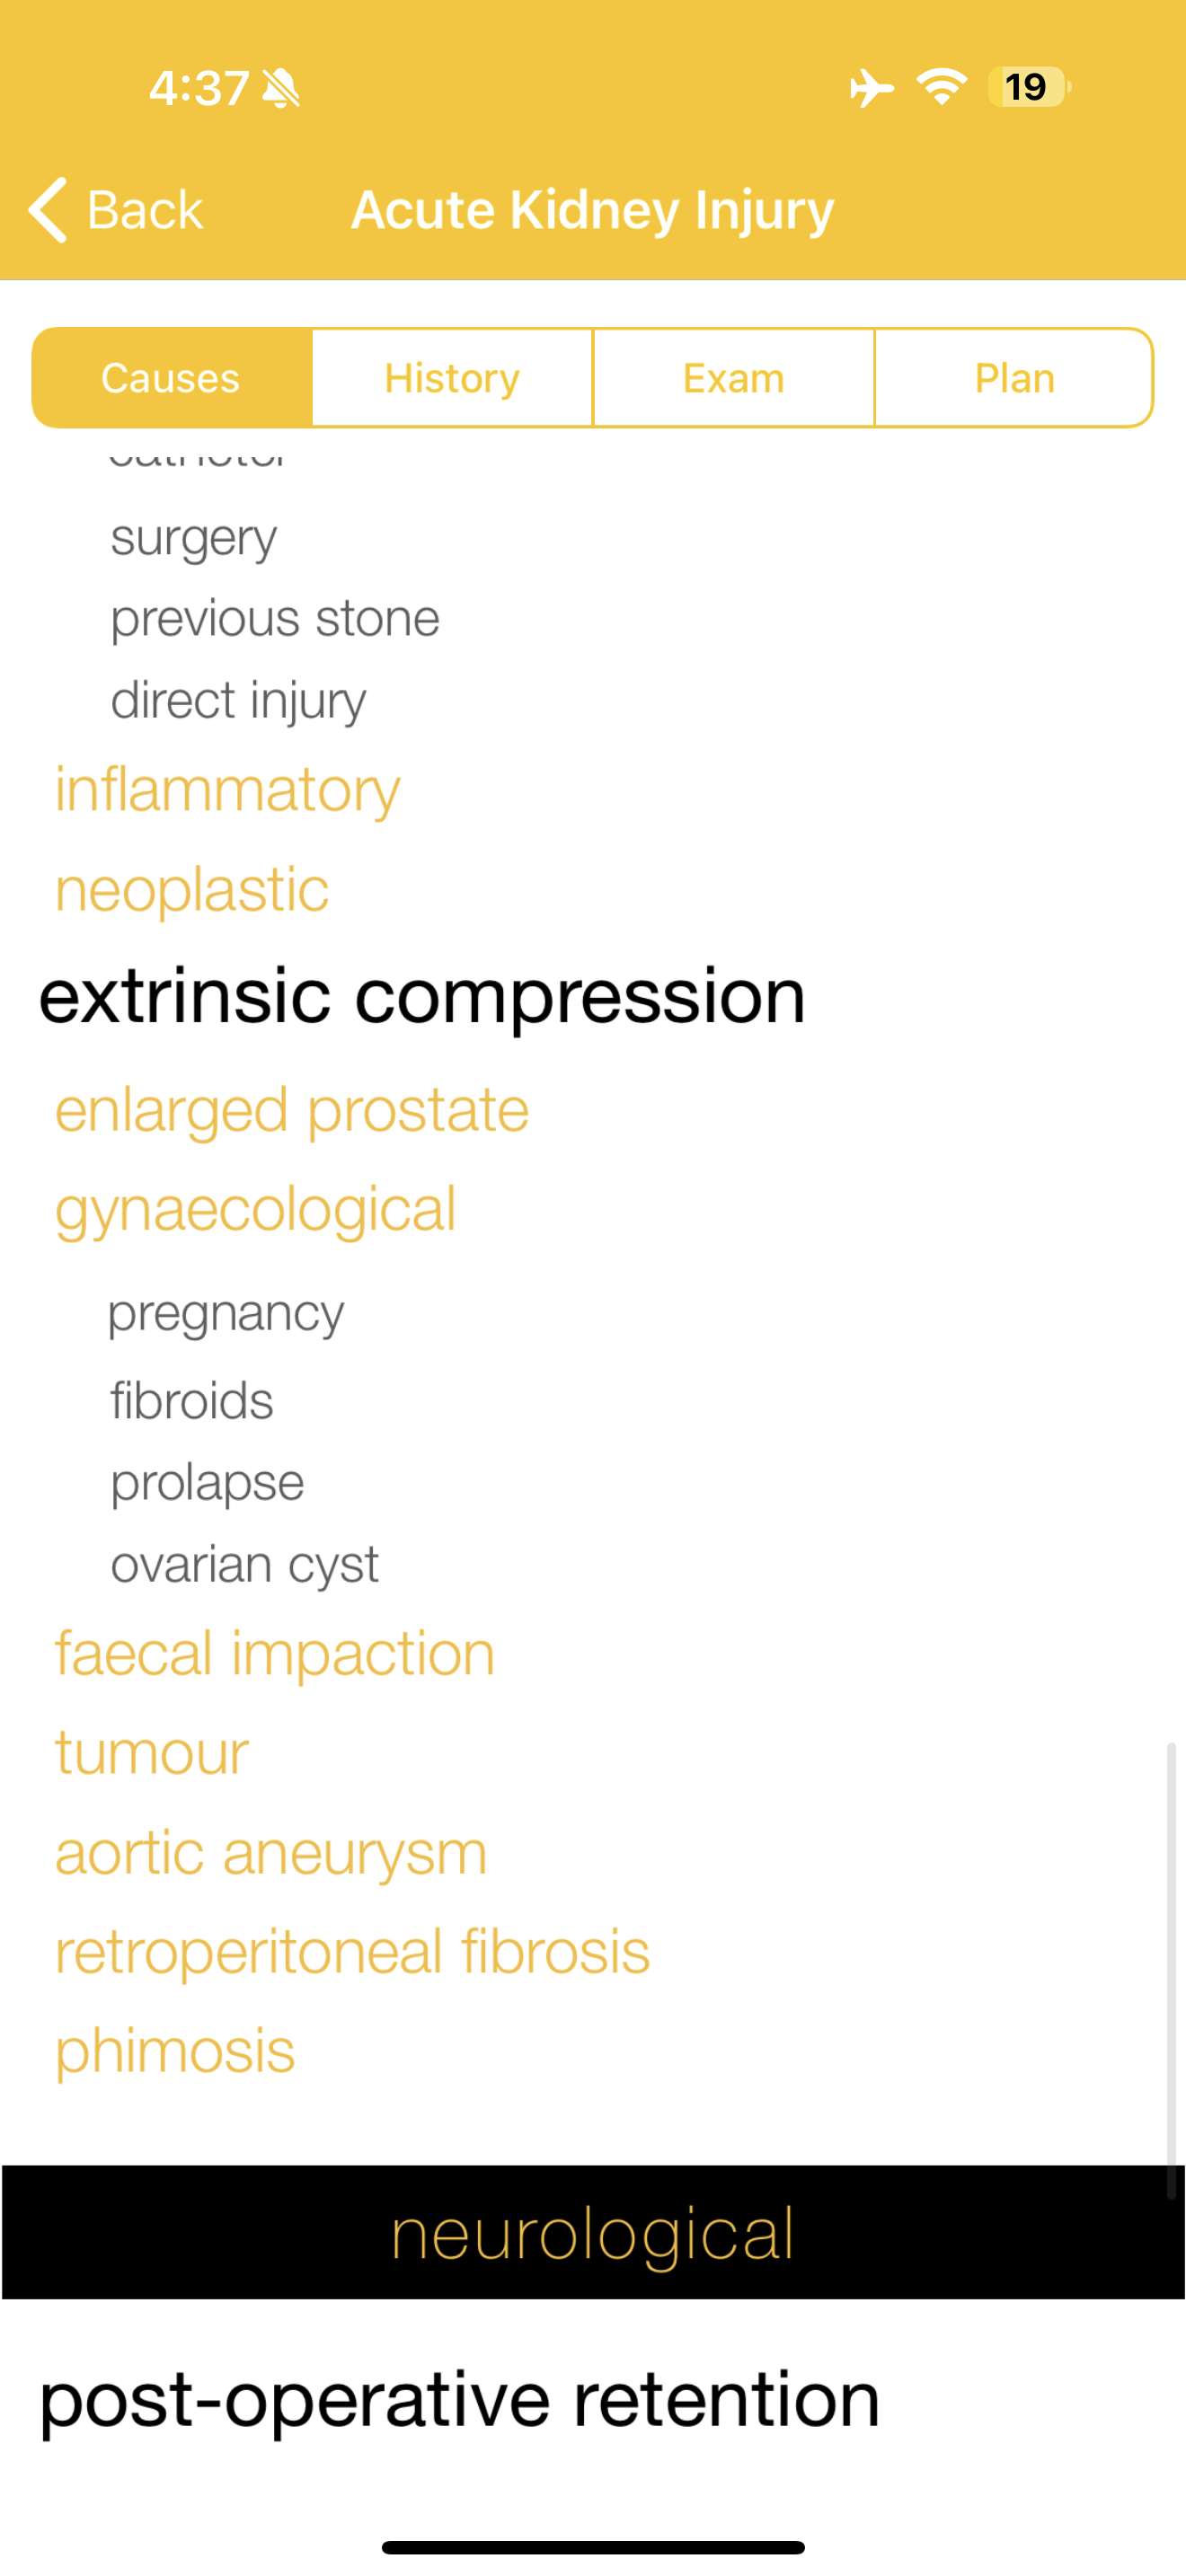 4:37
19
Back
Acute Kidney Injury
Causes
History
Exam
Plan
surgery
previous stone
direct injury
inflammatory
neoplastic
extrinsic compression
enlarged prostate
gynaecological
pregnancy
fibroids
prolapse
ovarian cyst
faecal impaction
tumour
aortic aneurysm
retroperitoneal fibrosis
phimosis
neurological
post-operative retention